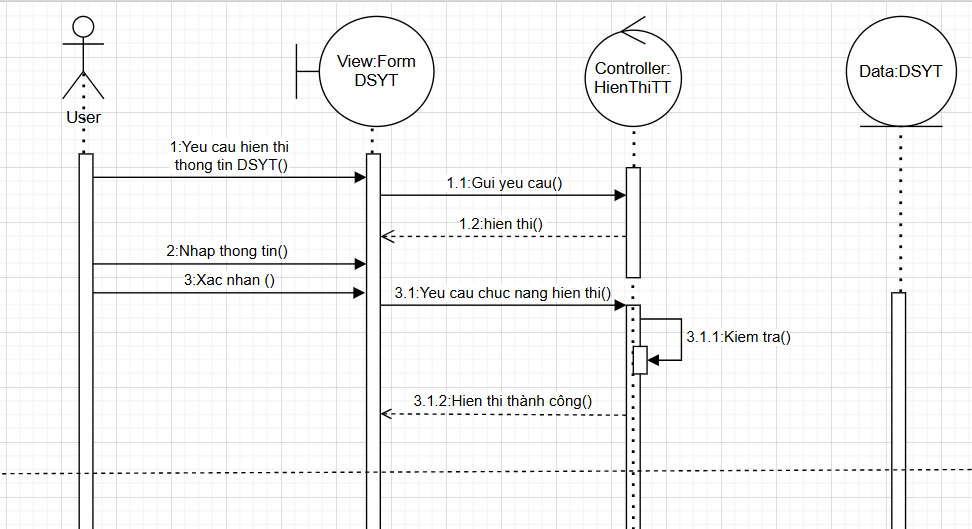 View:Form
DSYT
Controller:
HienThiTT
Data:DSYT
User
1:Yeu cau hien thi
thong tin DSYT()
1.1:Gui yeu cau()
1.2:hien thi()
2:Nhap thong tin()
3:Xac nhan ()
3.1:Yeu cau chuc nang hien thi()
3.1.1:Kiem tra()
3.1.2:Hien thi thành công()